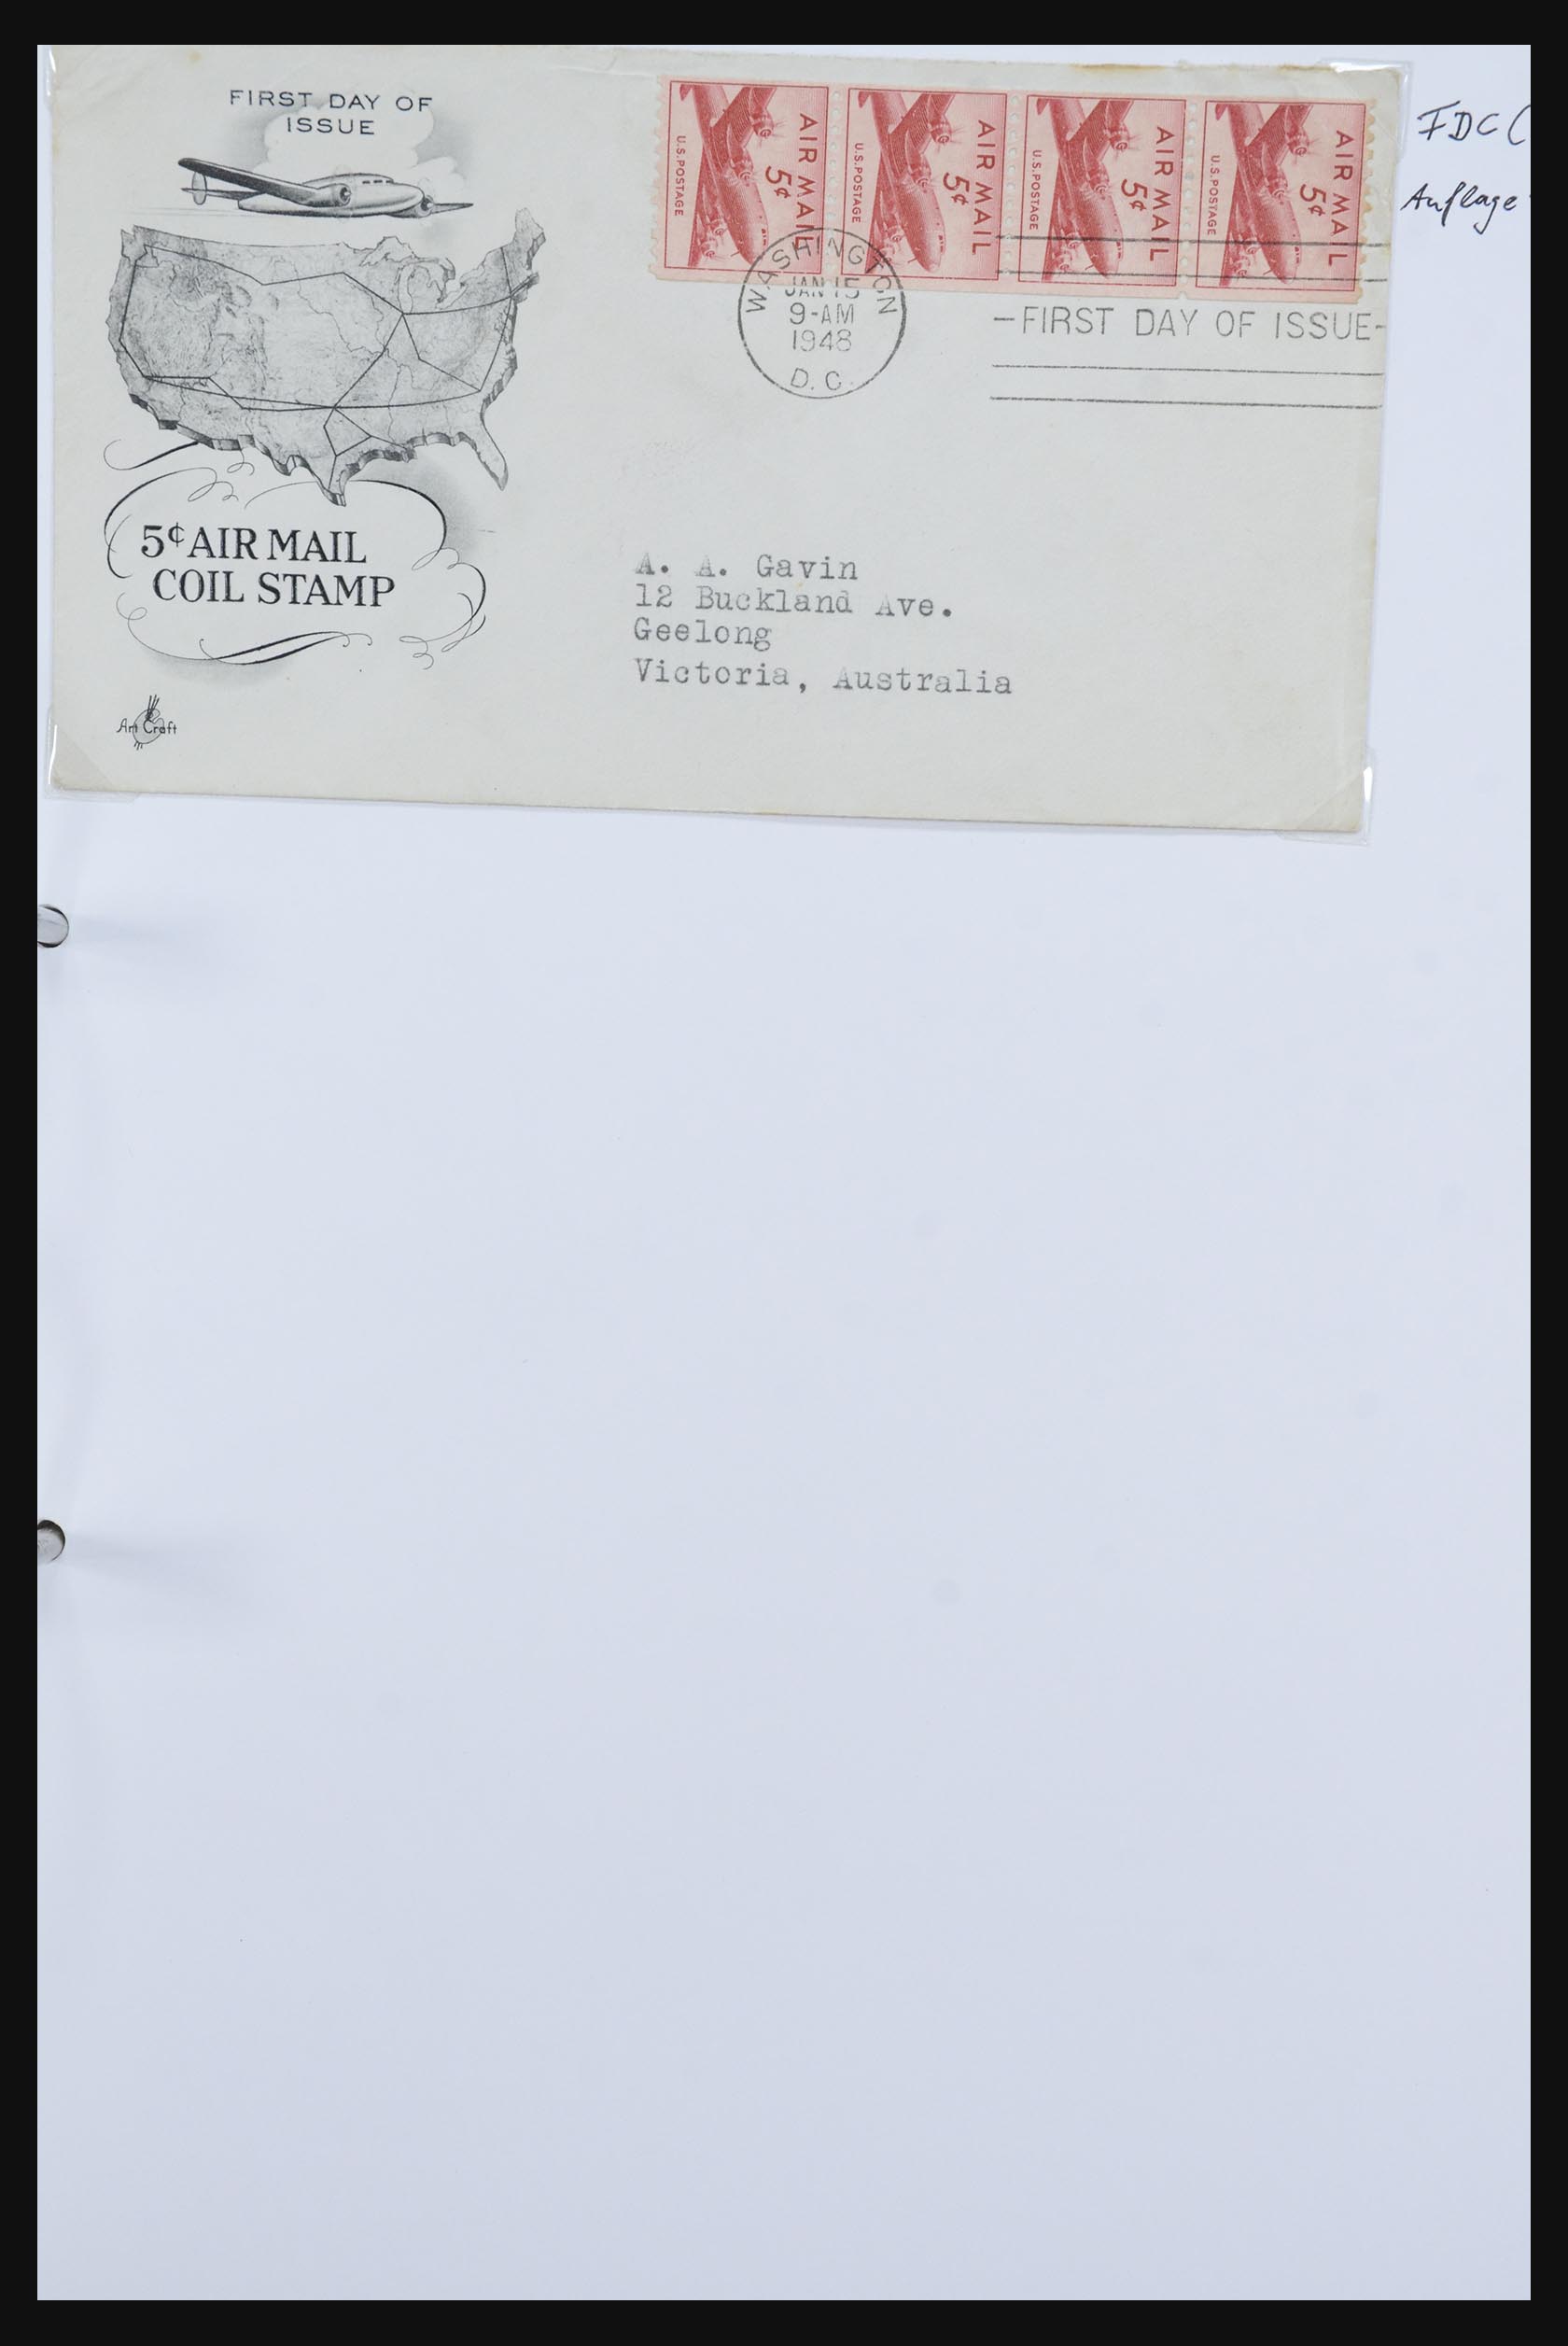 FIRST DAY OF
ISSUE
5¢ AIR MAIL
COIL STAMP
Art Craft
AIR MAIL
5¢
U.S. POSTAGE
AIR MAIL
5¢
U.S. POSTAGE
AIR MAIL
5¢
U.S. POSTAGE
AIR MAIL
5¢
U.S. POSTAGE
WASHINGTON
JAN 15
9-AM
1948
D. C.
—FIRST DAY OF ISSUE-
A. A. Gavin
12 Buckland Ave.
Geelong
Victoria, Australia
FDC (
Auflage